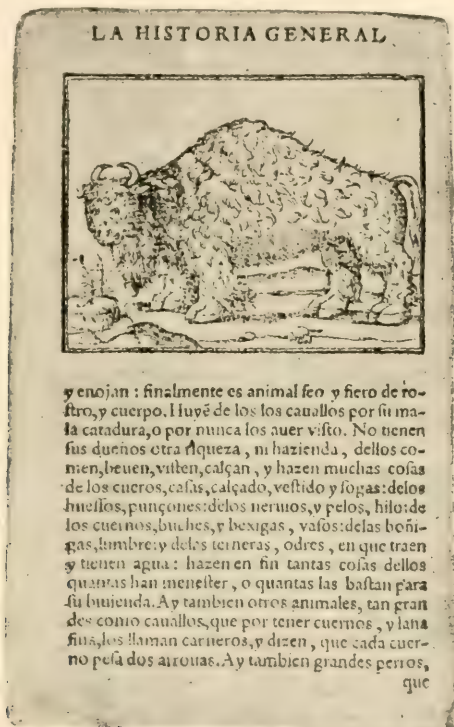 LA HISTORIA GENERAL
y enojan : finalmente es animal feo y fiero de ro-
ſtro,y cuerpo. Huyē de los los cauallos por ſu ma-
la catadura,o por nunca los auer viſto. No tienen
ſus dueños otra riqueza , ni hazienda , dellos co-
men,beuen,viſten,calçan , y hazen muchas coſas
de los cueros,caſas,calçado,veſtido y ſogas:delos
hueſſos,punçones:delos neruios,y pelos, hilo:de
los cuernos,buches,y bexigas , vaſos:delas boñi-
gas,lumbre:y delas terneras , odres , en que traen
y tienen agua : hazen en fin tantas coſas dellos
quantas han meneſter , o quantas las baſtan para
ſu biuienda. Ay tambien otros animales, tan gran
des como cauallos,que por tener cuernos , y lana
fina,los llaman carneros,y dizen , que cada cuer-
no peſa dos arrouas. Ay tambien grandes perros,
que